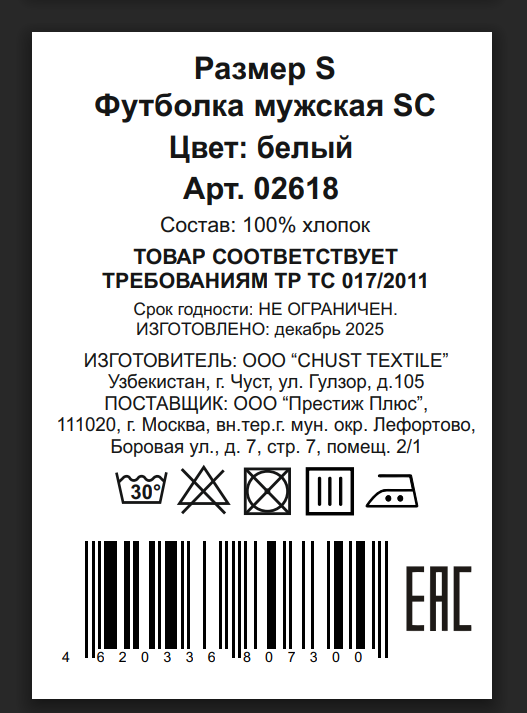 Размер S
Футболка мужская SC
Цвет: белый
Арт. 02618
Состав: 100% хлопок
ТОВАР СООТВЕТСТВУЕТ
ТРЕБОВАНИЯМ ТР ТС 017/2011
Срок годности: НЕ ОГРАНИЧЕН.
ИЗГОТОВЛЕНО: декабрь 2025
ИЗГОТОВИТЕЛЬ: ООО “CHUST TEXTILE”
Узбекистан, г. Чуст, ул. Гулзор, д.105
ПОСТАВЩИК: ООО “Престиж Плюс”,
111020, г. Москва, вн.тер.г. мун. окр. Лефортово,
Боровая ул., д. 7, стр. 7, помещ. 2/1
30°
EAC
4 620336 807300